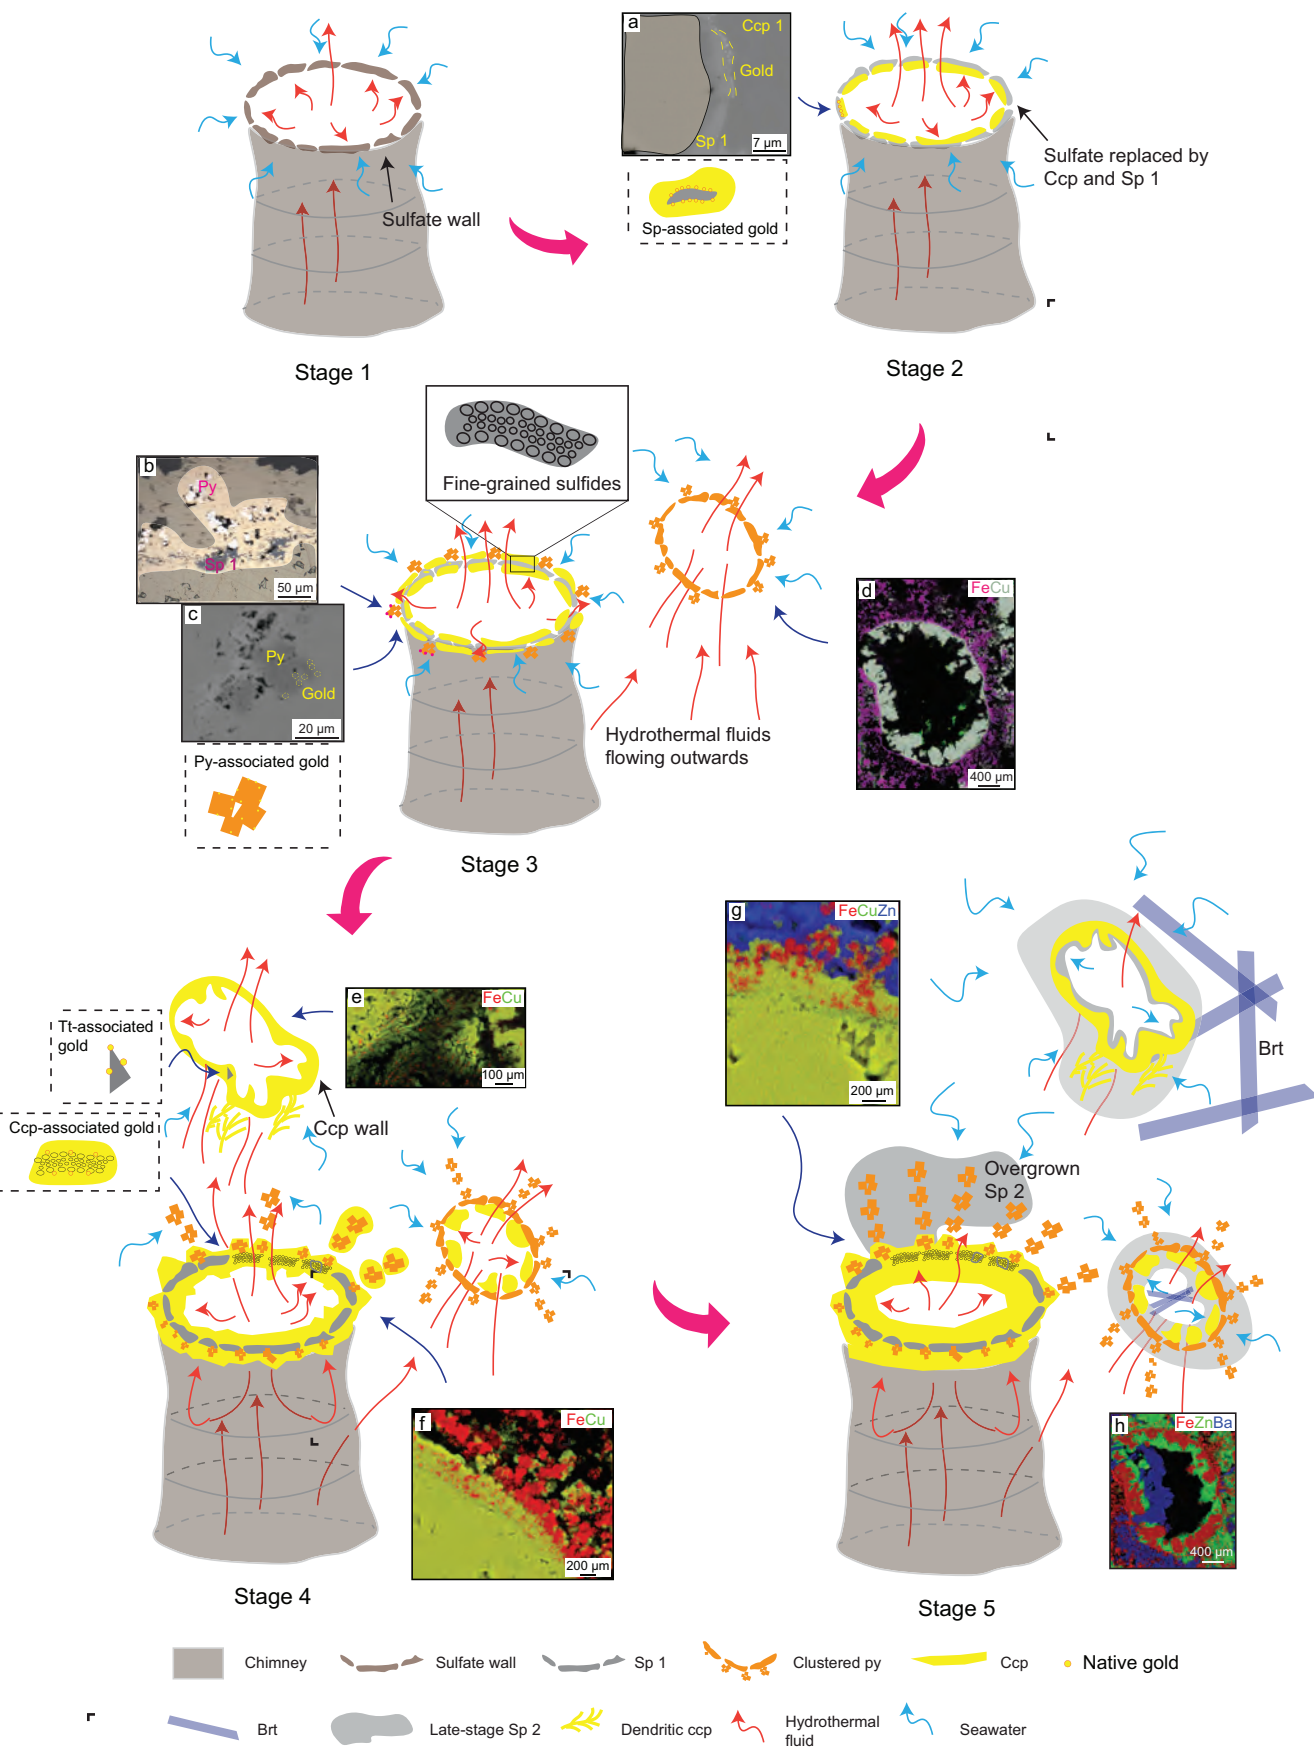 a
Ccp 1
Gold
Sp 1
7 µm
Sulfate wall
Sp-associated gold
Sulfate replaced by
Ccp and Sp 1
Stage 1
Stage 2
Fine-grained sulfides
b
Py
Sp 1
50 µm
c
Py
Gold
20 µm
d
FeCu
400 µm
Py-associated gold
Hydrothermal fluids
flowing outwards
Stage 3
Tt-associated
gold
e
FeCu
100 µm
Ccp-associated gold
Ccp wall
g
FeCuZn
200 µm
Brt
Overgrown
Sp 2
f
FeCu
200 µm
h
FeZnBa
400 µm
Stage 4
Stage 5
Chimney
Sulfate wall
Sp 1
Clustered py
Ccp
Native gold
Brt
Late-stage Sp 2
Dendritic ccp
Hydrothermal
fluid
Seawater